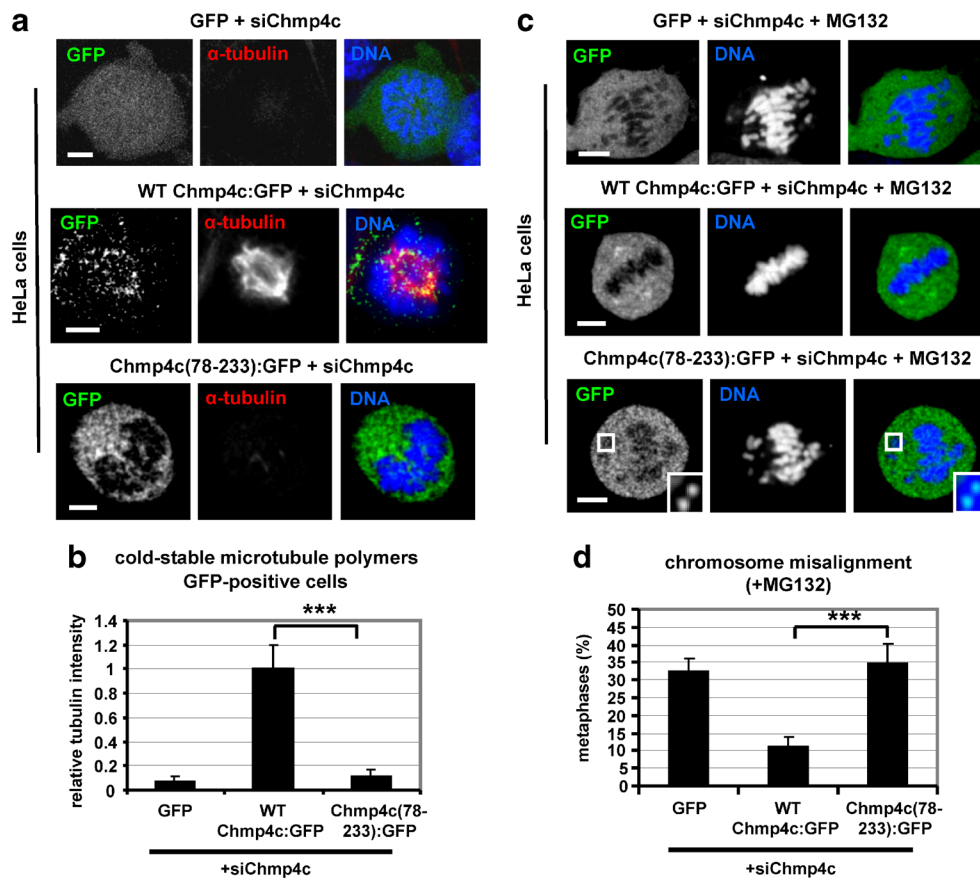 a
GFP + siChmp4c
GFP
α-tubulin
DNA
WT Chmp4c:GFP + siChmp4c
GFP
α-tubulin
DNA
Chmp4c(78-233):GFP + siChmp4c
GFP
α-tubulin
DNA
HeLa cells
b
cold-stable microtubule polymers
GFP-positive cells
relative tubulin intensity
1.4
1.2
1
0.8
0.6
0.4
0.2
0
***
GFP
WT
Chmp4c:GFP
Chmp4c(78-
233):GFP
+siChmp4c
c
GFP + siChmp4c + MG132
GFP
DNA
WT Chmp4c:GFP + siChmp4c + MG132
GFP
DNA
Chmp4c(78-233):GFP + siChmp4c + MG132
GFP
DNA
HeLa cells
d
chromosome misalignment
(+MG132)
metaphases (%)
50
45
40
35
30
25
20
15
10
5
0
***
GFP
WT
Chmp4c:GFP
Chmp4c(78-
233):GFP
+siChmp4c